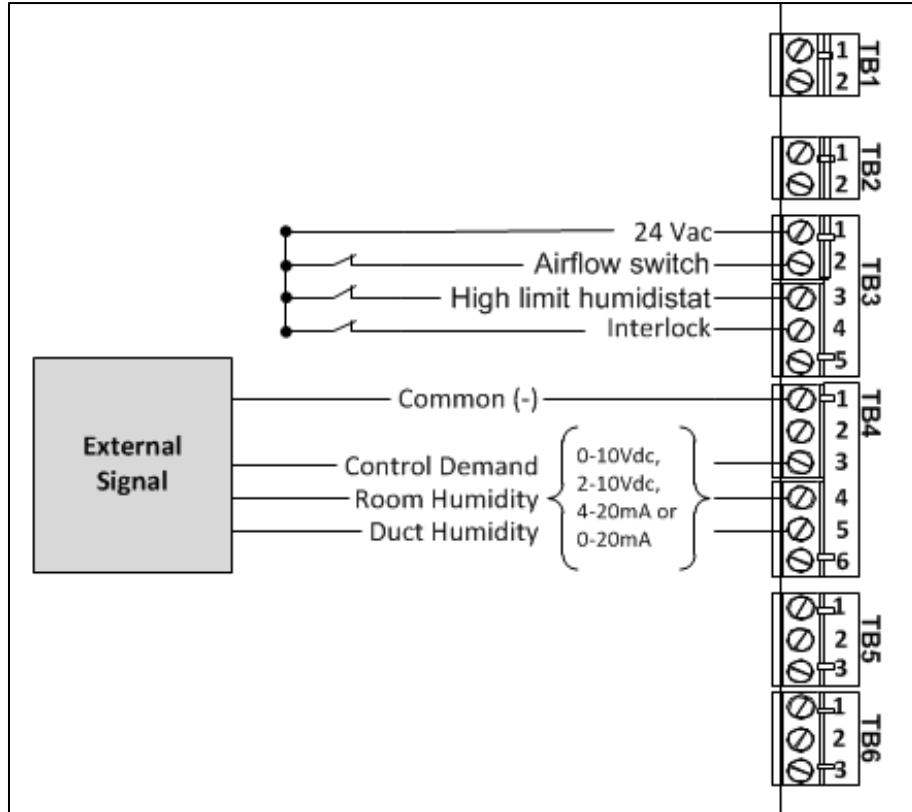 1
2
TB1
1
2
TB2
24 Vac
1
Airflow switch
2
High limit humidistat
3
Interlock
4
5
TB3
External
Signal
Common (-)
1
2
Control Demand
3
Room Humidity
4
Duct Humidity
5
6
0-10Vdc,
2-10Vdc,
4-20mA or
0-20mA
TB4
1
2
3
TB5
1
2
3
TB6